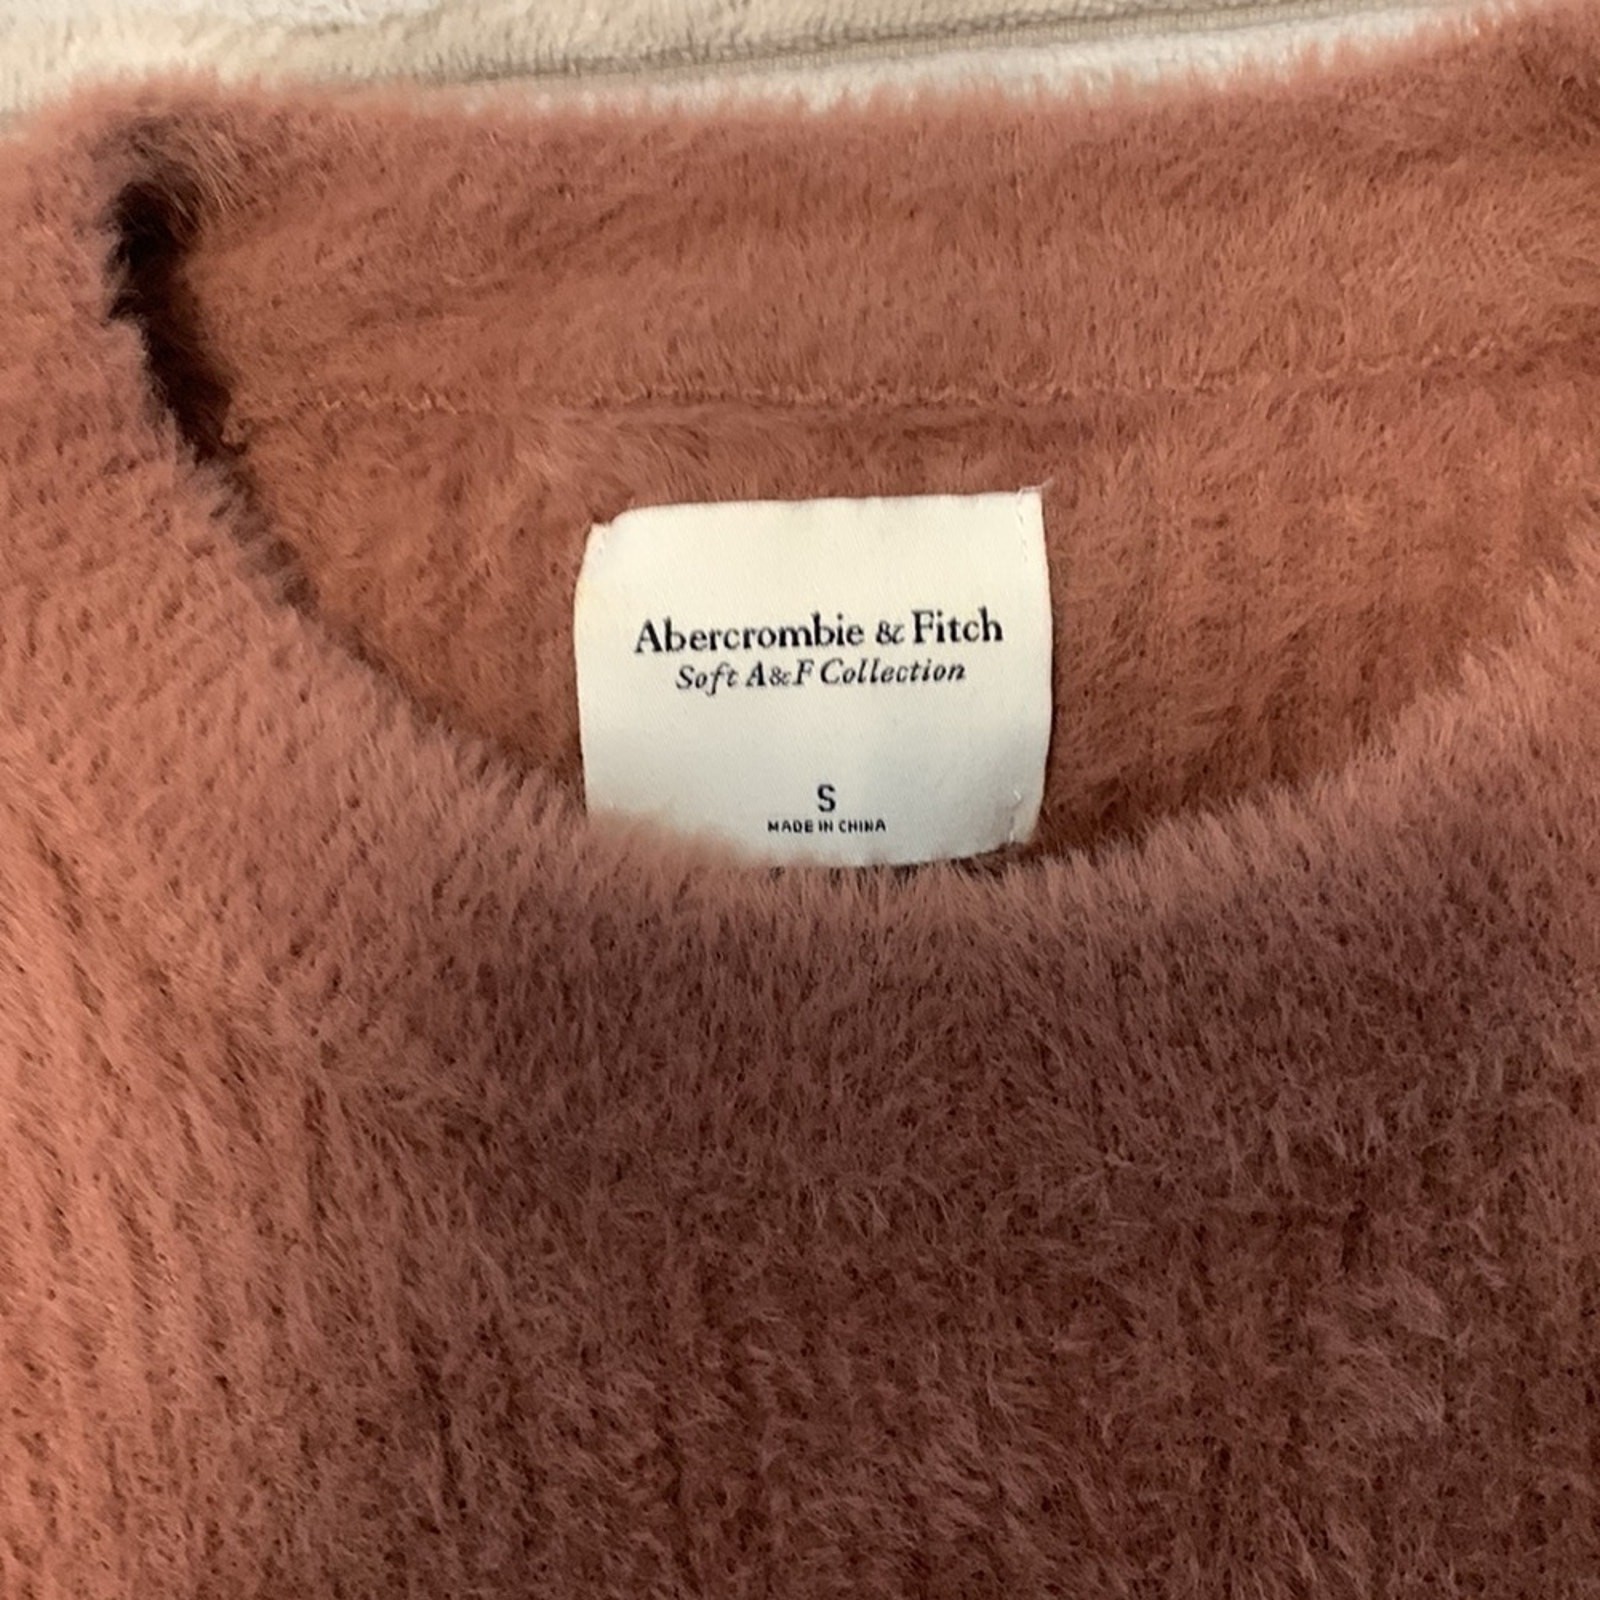 Abercrombie & Fitch
Soft A&F Collection
S
MADE IN CHINA